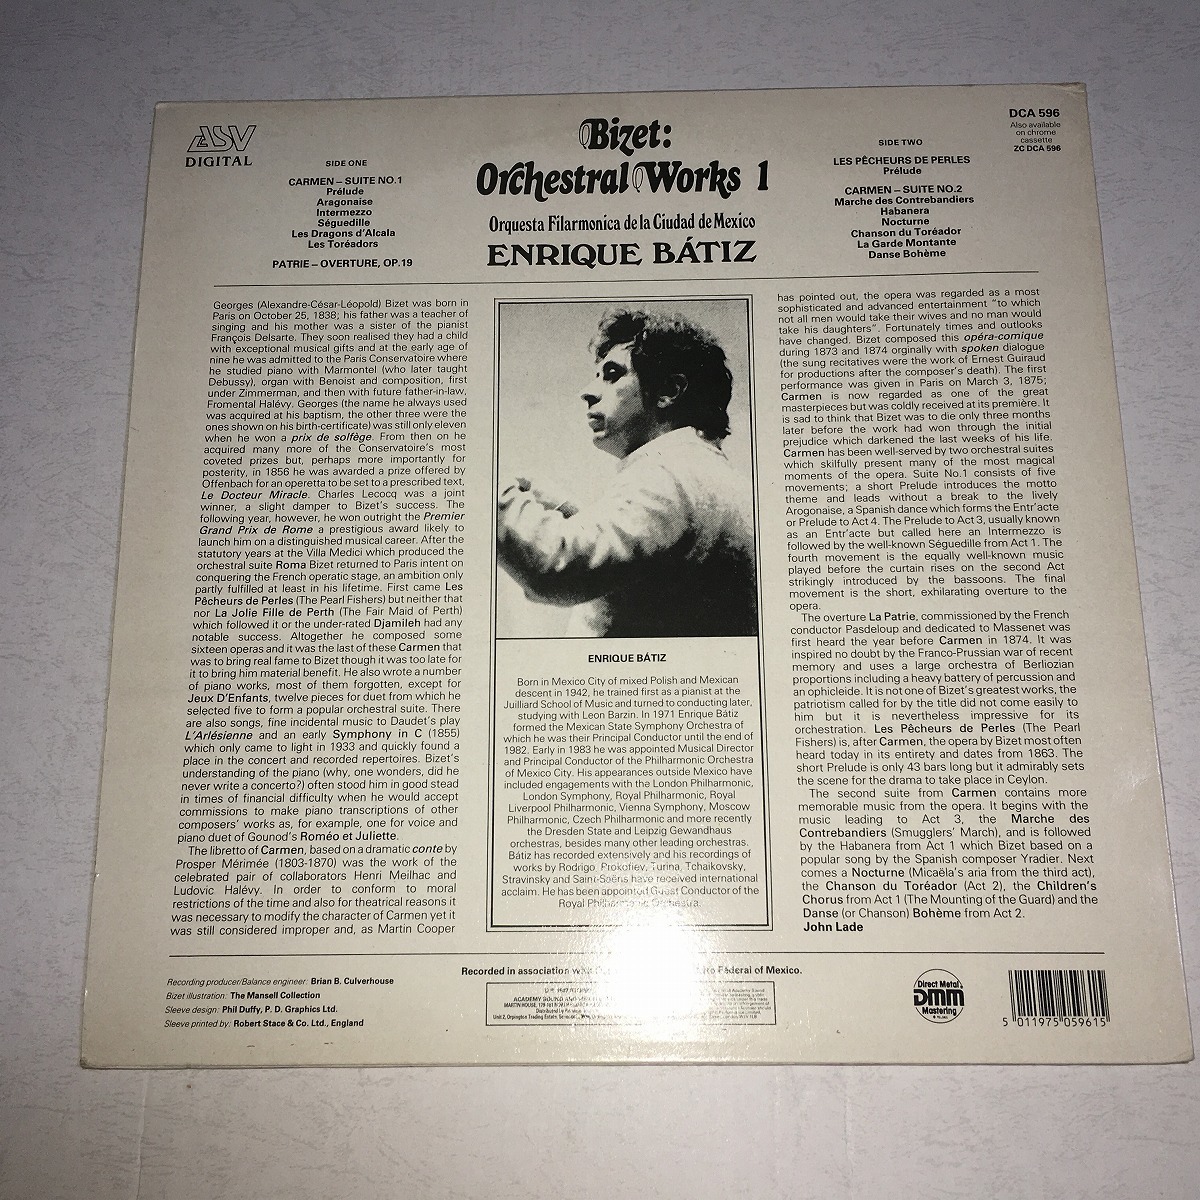 ASV
DIGITAL
SIDE ONE
CARMEN – SUITE NO.1
Prélude
Aragonaise
Intermezzo
Séguedille
Les Dragons d'Alcala
Les Toréadors
PATRIE – OVERTURE, OP.19
Bizet:
Orchestral Works 1
Orquesta Filarmonica de la Ciudad de Mexico
ENRIQUE BÁTIZ
SIDE TWO
LES PÊCHEURS DE PERLES
Prélude
CARMEN – SUITE NO.2
Marche des Contrebandiers
Habanera
Nocturne
Chanson du Toréador
La Garde Montante
Danse Bohème
DCA 596
Also available
on chrome
cassette
ZC DCA 596
Georges (Alexandre-César-Léopold) Bizet was born in
Paris on October 25, 1838; his father was a teacher of
singing and his mother was a sister of the pianist
François Delsarte. They soon realised they had a child
with exceptional musical gifts and at the early age of
nine he was admitted to the Paris Conservatoire where
he studied piano with Marmontel (who later taught
Debussy), organ with Benoist and composition, first
under Zimmerman, and then with future father-in-law,
Fromental Halévy. Georges (the name he always used
was acquired at his baptism, the other three were the
ones shown on his birth-certificate) was still only eleven
when he won a prix de solfège. From then on he
acquired many more of the Conservatoire's most
coveted prizes but, perhaps more importantly for
posterity, in 1856 he was awarded a prize offered by
Offenbach for an operetta to be set to a prescribed text,
Le Docteur Miracle. Charles Lecocq was a joint
winner, a slight damper to Bizet's success. The
following year, however, he won outright the Premier
Grand Prix de Rome a prestigious award likely to
launch him on a distinguished musical career. After the
statutory years at the Villa Medici which produced the
orchestral suite Roma Bizet returned to Paris intent on
conquering the French operatic stage, an ambition only
partly fulfilled at least in his lifetime. First came Les
Pêcheurs de Perles (The Pearl Fishers) but neither that
nor La Jolie Fille de Perth (The Fair Maid of Perth)
which followed it or the under-rated Djamileh had any
notable success. Altogether he composed some
sixteen operas and it was the last of these Carmen that
was to bring real fame to Bizet though it was too late for
it to bring him material benefit. He also wrote a number
of piano works, most of them forgotten, except for
Jeux D'Enfants, twelve pieces for duet from which he
selected five to form a popular orchestral suite. There
are also songs, fine incidental music to Daudet's play
L'Arlésienne and an early Symphony in C (1855)
which only came to light in 1933 and quickly found a
place in the concert and recorded repertoires. Bizet's
understanding of the piano (why, one wonders, did he
never write a concerto?) often stood him in good stead
in times of financial difficulty when he would accept
commissions to make piano transcriptions of other
composers' works as, for example, one for voice and
piano duet of Gounod's Roméo et Juliette.
The libretto of Carmen, based on a dramatic conte by
Prosper Mérimée (1803-1870) was the work of the
celebrated pair of collaborators Henri Meilhac and
Ludovic Halévy. In order to conform to moral
restrictions of the time and also for theatrical reasons it
was necessary to modify the character of Carmen yet it
was still considered improper and, as Martin Cooper
ENRIQUE BÁTIZ
Born in Mexico City of mixed Polish and Mexican
descent in 1942, he trained first as a pianist at the
Juilliard School of Music and turned to conducting later,
studying with Leon Barzin. In 1971 Enrique Bátiz
formed the Mexican State Symphony Orchestra of
which he was their Principal Conductor until the end of
1982. Early in 1983 he was appointed Musical Director
and Principal Conductor of the Philharmonic Orchestra
of Mexico City. His appearances outside Mexico have
included engagements with the London Philharmonic,
London Symphony, Royal Philharmonic, Royal
Liverpool Philharmonic, Vienna Symphony, Moscow
Philharmonic, Czech Philharmonic and more recently
the Dresden State and Leipzig Gewandhaus
orchestras, besides many other leading orchestras.
Bátiz has recorded extensively and his recordings of
works by Rodrigo, Prokofiev, Turina, Tchaikovsky,
Stravinsky and Saint-Saëns have received international
acclaim. He has been appointed Guest Conductor of the
Royal Philharmonic Orchestra.
has pointed out, the opera was regarded as a most
sophisticated and advanced entertainment "to which
not all men would take their wives and no man would
take his daughters". Fortunately times and outlooks
have changed. Bizet composed this opéra-comique
during 1873 and 1874 orginally with spoken dialogue
(the sung recitatives were the work of Ernest Guiraud
for productions after the composer's death). The first
performance was given in Paris on March 3, 1875;
Carmen is now regarded as one of the great
masterpieces but was coldly received at its première. It
is sad to think that Bizet was to die only three months
later before the work had won through the initial
prejudice which darkened the last weeks of his life.
Carmen has been well-served by two orchestral suites
which skilfully present many of the most magical
moments of the opera. Suite No.1 consists of five
movements; a short Prelude introduces the motto
theme and leads without a break to the lively
Arogonaise, a Spanish dance which forms the Entr'acte
or Prelude to Act 4. The Prelude to Act 3, usually known
as an Entr'acte but called here an Intermezzo is
followed by the well-known Séguedille from Act 1. The
fourth movement is the equally well-known music
played before the curtain rises on the second Act
strikingly introduced by the bassoons. The final
movement is the short, exhilarating overture to the
opera.
The overture La Patrie, commissioned by the French
conductor Pasdeloup and dedicated to Massenet was
first heard the year before Carmen in 1874. It was
inspired no doubt by the Franco-Prussian war of recent
memory and uses a large orchestra of Berliozian
proportions including a heavy battery of percussion and
an ophicleide. It is not one of Bizet's greatest works, the
patriotism called for by the title did not come easily to
him but it is nevertheless impressive for its
orchestration. Les Pêcheurs de Perles (The Pearl
Fishers) is, after Carmen, the opera by Bizet most often
heard today in its entirety and dates from 1863. The
short Prelude is only 43 bars long but it admirably sets
the scene for the drama to take place in Ceylon.
The second suite from Carmen contains more
memorable music from the opera. It begins with the
music leading to Act 3, the Marche des
Contrebandiers (Smugglers' March), and is followed
by the Habanera from Act 1 which Bizet based on a
popular song by the Spanish composer Yradier. Next
comes a Nocturne (Micaëla's aria from the third act),
the Chanson du Toréador (Act 2), the Children's
Chorus from Act 1 (The Mounting of the Guard) and the
Danse (or Chanson) Bohème from Act 2.
John Lade
Recorded in association Federal of Mexico.
Recording producer/Balance engineer: Brian B. Culverhouse
Bizet illustration: The Mansell Collection
Sleeve design: Phil Duffy, P. D. Graphics Ltd.
Sleeve printed by: Robert Stace & Co. Ltd., England
ACADEMY SOUND AND
MARTIN HOUSE, 179
Distributed by
Unit 2, Orpington Trading Estate,
Direct Metal
DMM
Mastering
5 011975 059615